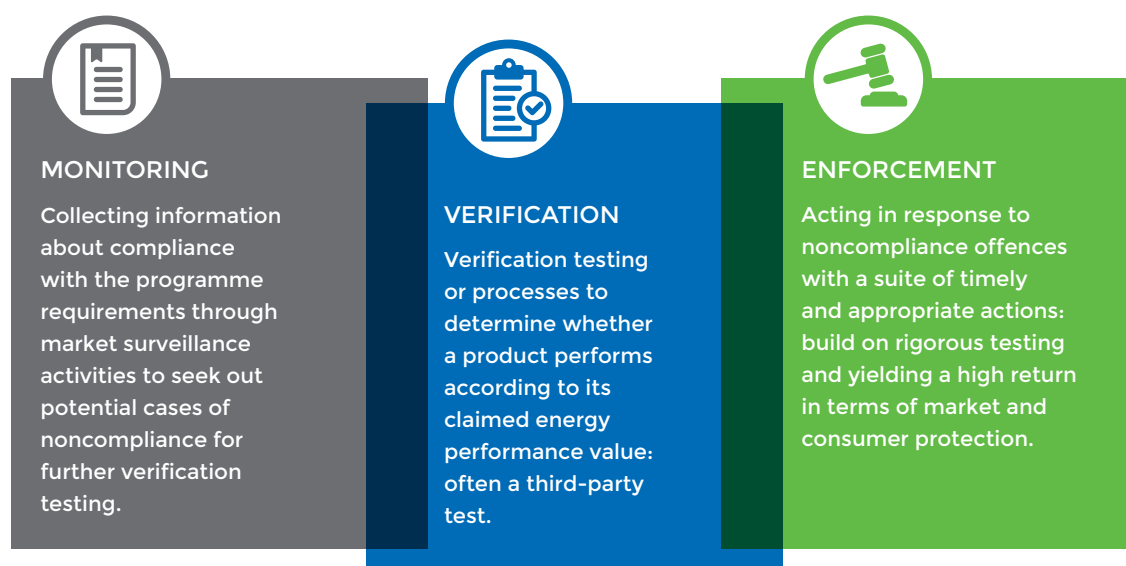 MONITORING
Collecting information
about compliance
with the programme
requirements through
market surveillance
activities to seek out
potential cases of
noncompliance for
further verification
testing.
VERIFICATION
Verification testing
or processes to
determine whether
a product performs
according to its
claimed energy
performance value:
often a third-party
test.
ENFORCEMENT
Acting in response to
noncompliance offences
with a suite of timely
and appropriate actions:
build on rigorous testing
and yielding a high return
in terms of market and
consumer protection.